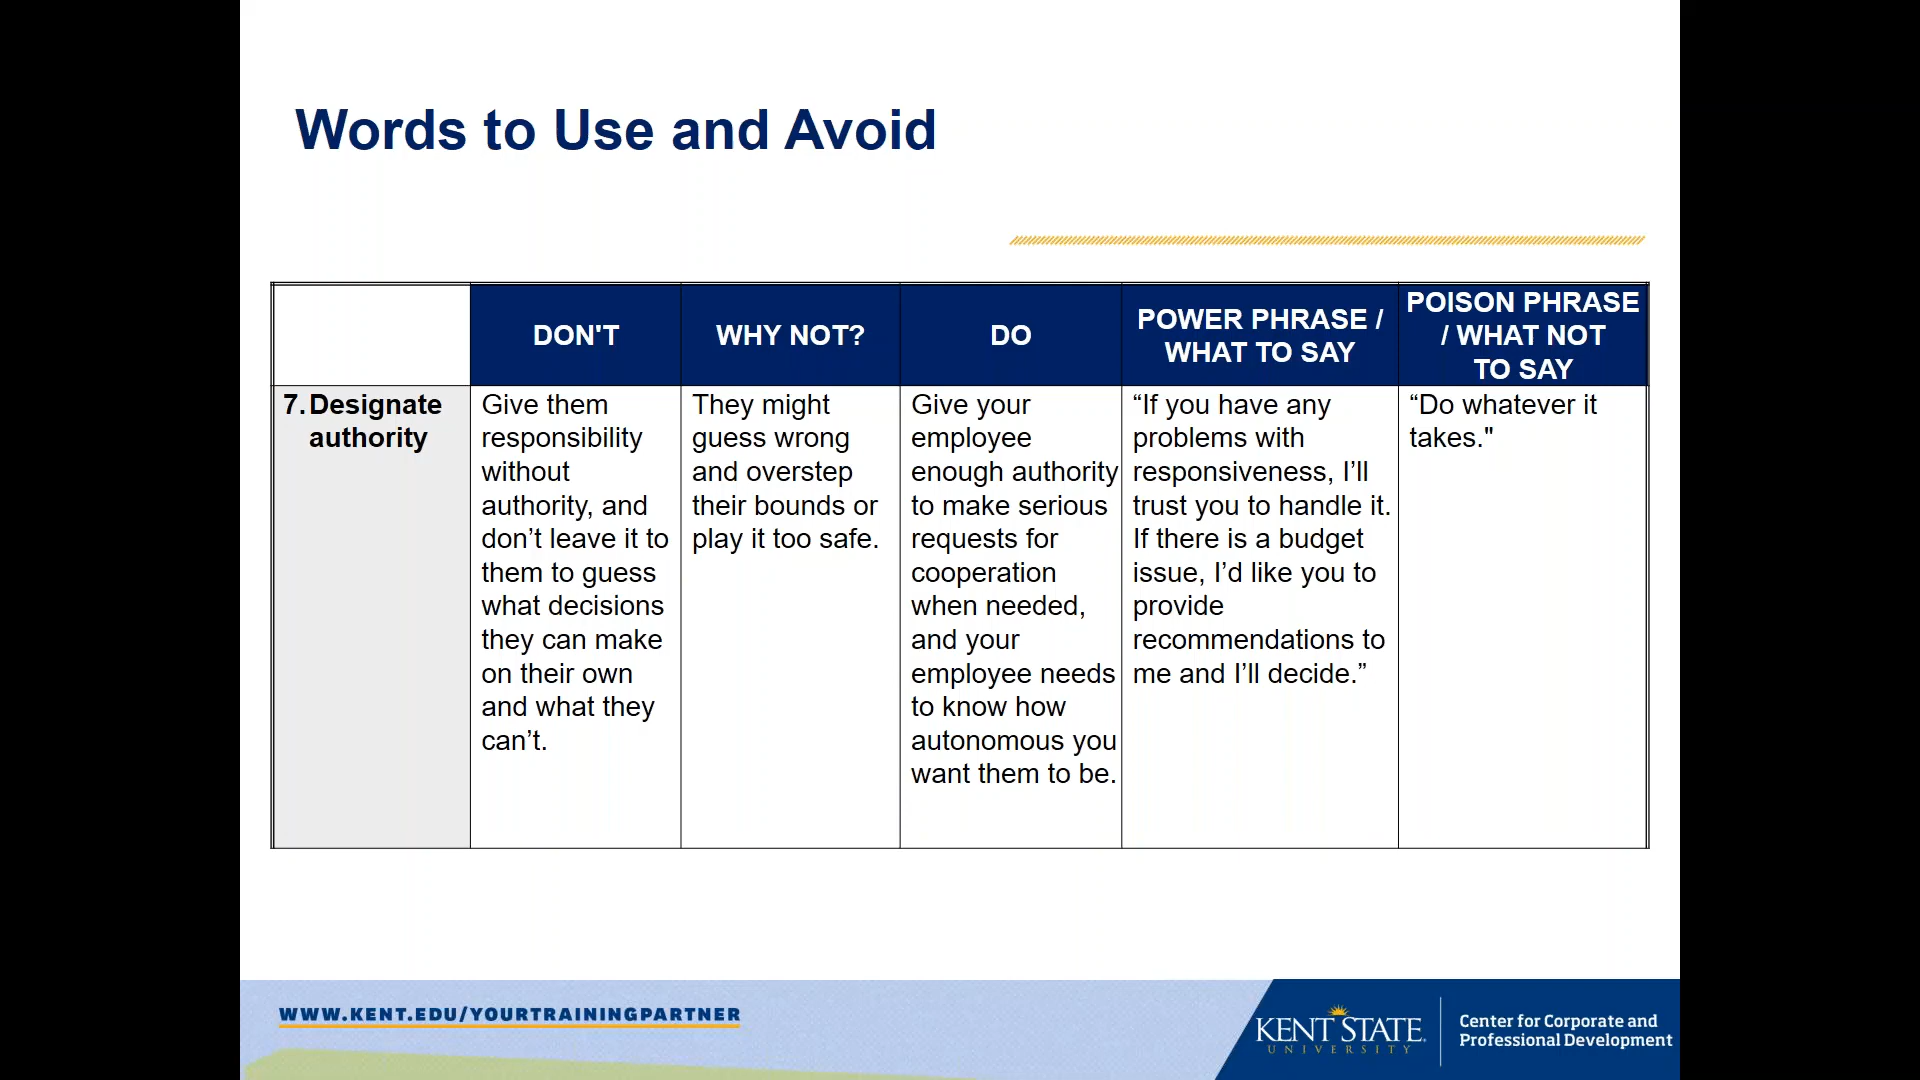 Words to Use and Avoid
DON'T
WHY NOT?
DO
POWER PHRASE /
WHAT TO SAY
POISON PHRASE
/ WHAT NOT
TO SAY
7. Designate
authority
Give them
responsibility
without
authority, and
don’t leave it to
them to guess
what decisions
they can make
on their own
and what they
can’t.
They might
guess wrong
and overstep
their bounds or
play it too safe.
Give your
employee
enough authority
to make serious
requests for
cooperation
when needed,
and your
employee needs
to know how
autonomous you
want them to be.
“If you have any
problems with
responsiveness, I’ll
trust you to handle it.
If there is a budget
issue, I’d like you to
provide
recommendations to
me and I’ll decide.”
“Do whatever it
takes."
WWW.KENT.EDU/YOURTRAININGPARTNER
KENT STATE
UNIVERSITY
Center for Corporate and
Professional Development